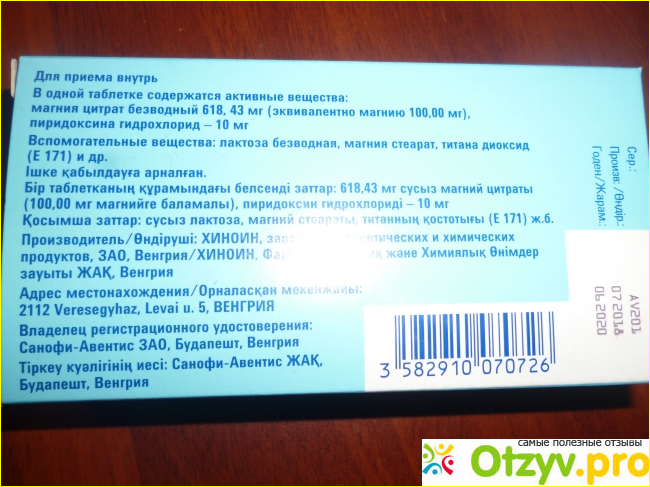 Для приема внутрь
В одной таблетке содержатся активные вещества:
магния цитрат безводный 618, 43 мг (эквивалентно магнию 100,00 мг),
пиридоксина гидрохлорид – 10 мг
Вспомогательные вещества: лактоза безводная, магния стеарат, титана диоксид
(Е 171) и др.
Ішке қабылдауға арналған.
Бір таблетканың құрамындағы белсенді заттар: 618,43 мг сусыз магний цитраты
(100,00 мг магнийге баламалы), пиридоксин гидрохлориді – 10 мг
Қосымша заттар: сусыз лактоза, магний стеараты, титанның қостотығы (Е 171) ж.б.
Производитель/Өндіруші: ХИНОИН, и химических
продуктов, ЗАО, Венгрия/ХИНОИН, және Химиялық Өнімдер
зауыты ЖАҚ, Венгрия
Адрес местонахождения/Орналасқан мекенжайы:
2112 Veresegyhaz, Levai u. 5, ВЕНГРИЯ
Владелец регистрационного удостоверения:
Санофи-Авентис ЗАО, Будапешт, Венгрия
Тіркеу куәлігінің иесі: Санофи-Авентис ЖАҚ,
Будапешт, Венгрия
Сер.:
Произв. /Өндір.:
Годен/Жарам.:
AV201
07 2018
06 2020
3 582910 070726
самые полезные отзывы
Otzyv.pro